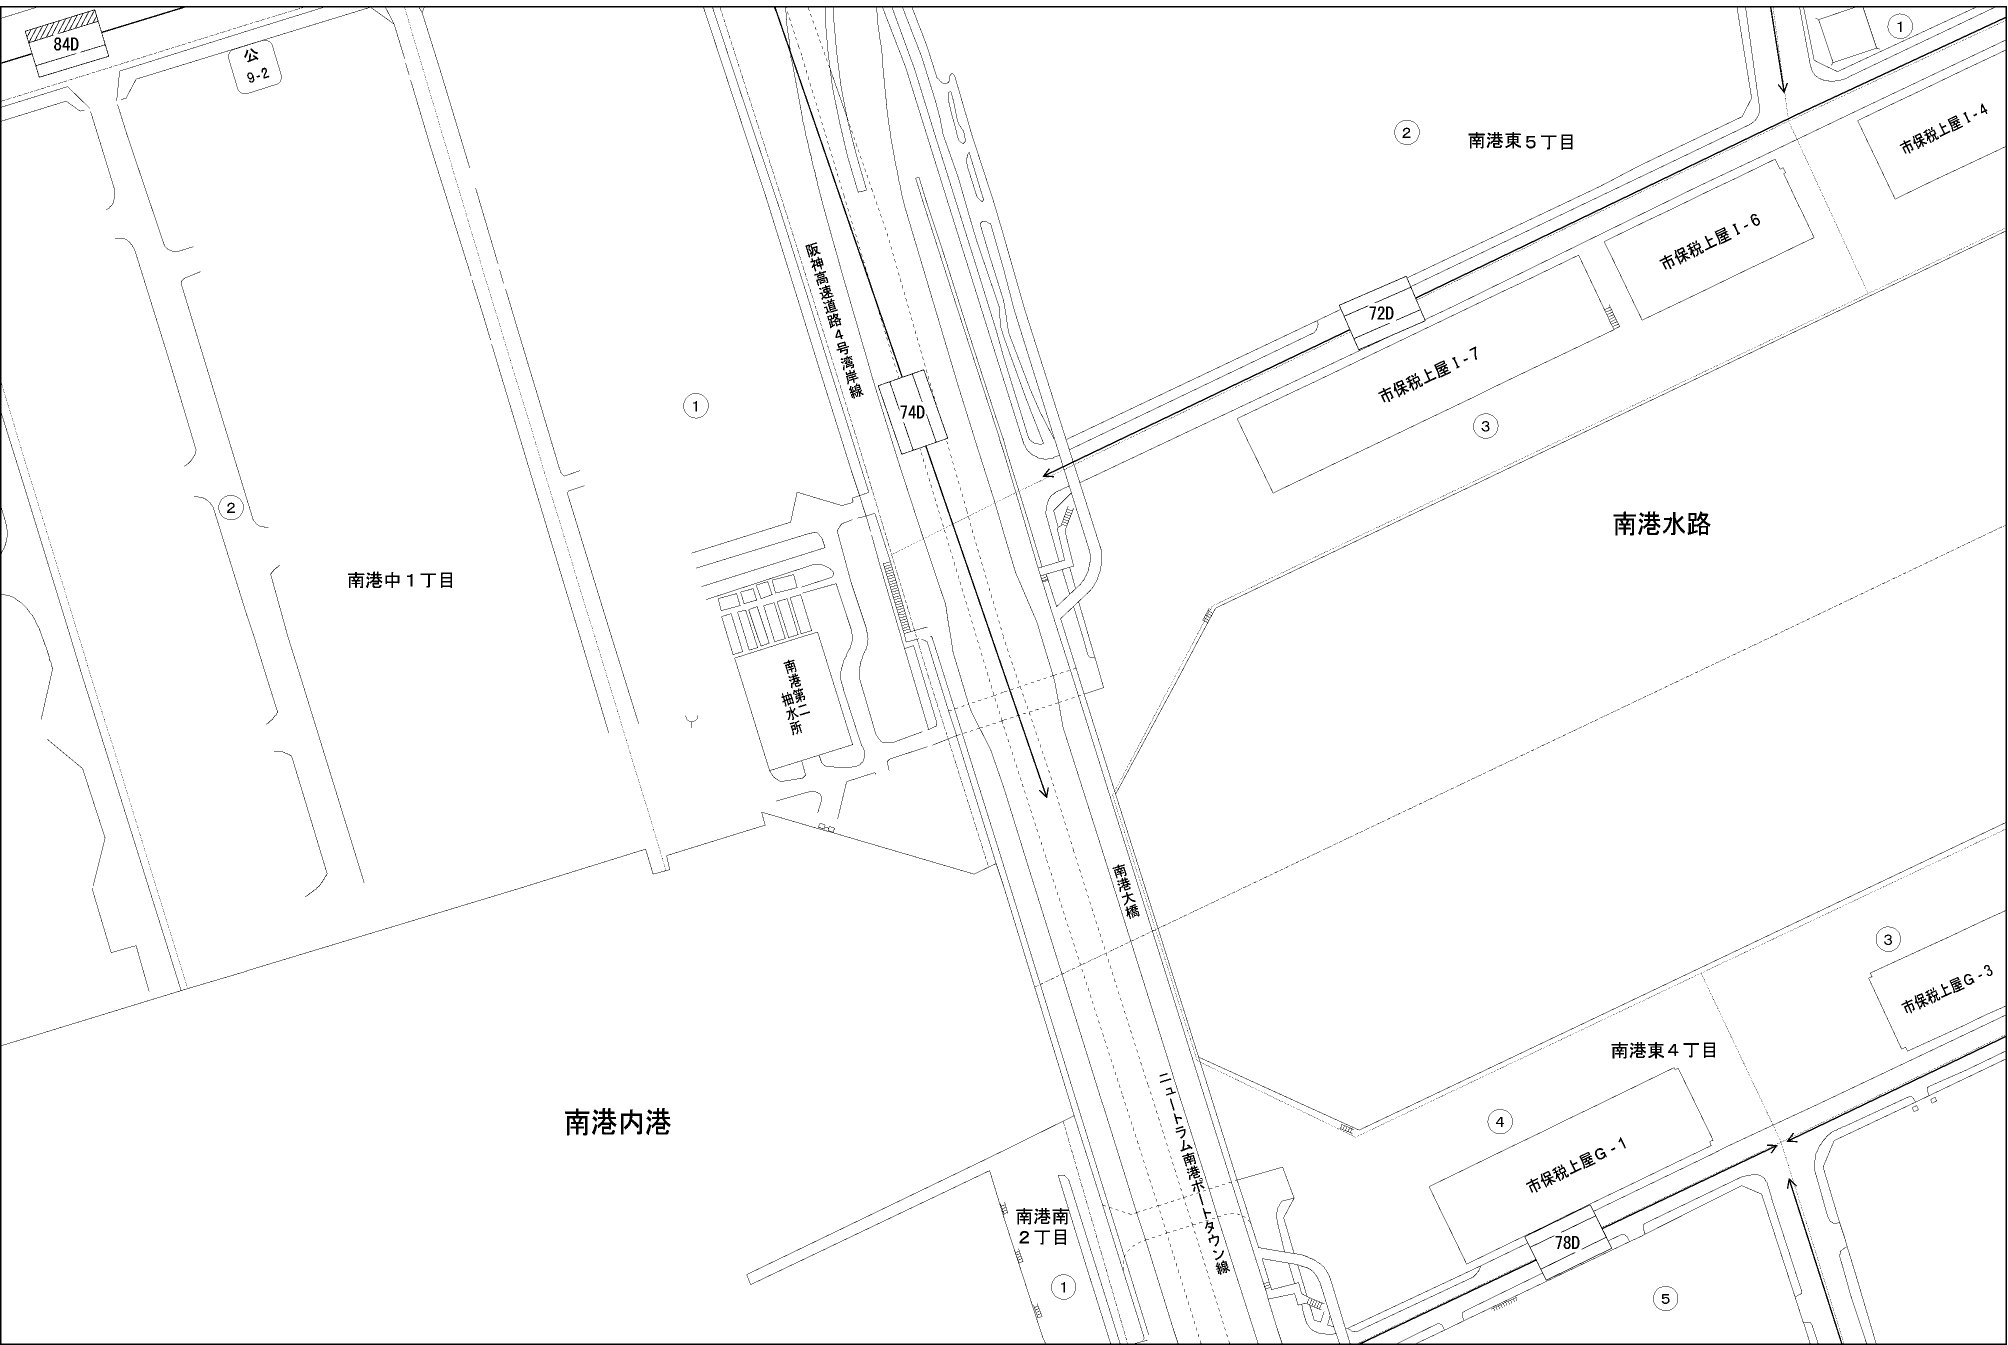 84D
公
9-2
①
②
南港東５丁目
市保税上屋Ｉ-４
市保税上屋Ｉ-６
72D
市保税上屋Ｉ-７
③
阪神高速道路４号湾岸線
74D
①
②
南港中１丁目
南港水路
南港第二
抽水所
南港大橋
③
市保税上屋Ｇ-３
南港東４丁目
④
市保税上屋Ｇ-１
南港内港
ニュートラム南港ポートタウン線
南港南
２丁目
①
78D
⑤